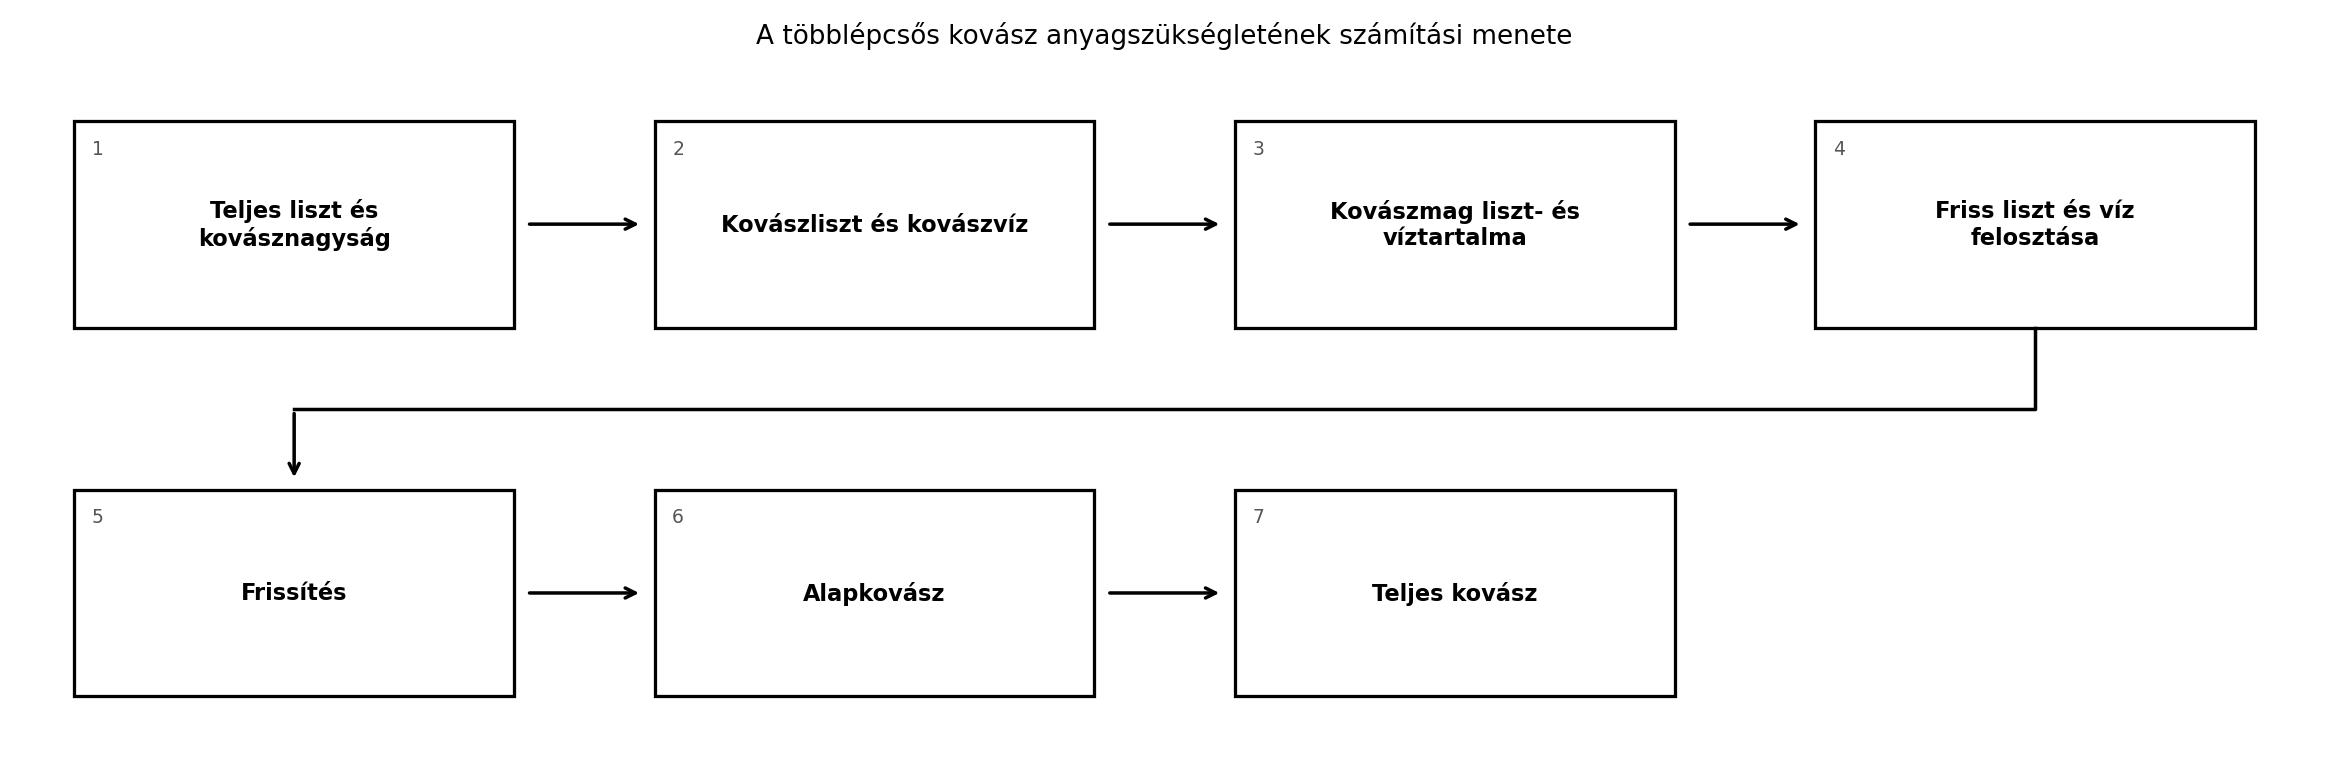 A többlépcsős kovász anyagszükségletének számítási menete
1
Teljes liszt és
kovásznagyság
2
Kovászliszt és kovászvíz
3
Kovászmag liszt- és
víztartalma
4
Friss liszt és víz
felosztása
5
Frissítés
6
Alapkovász
7
Teljes kovász